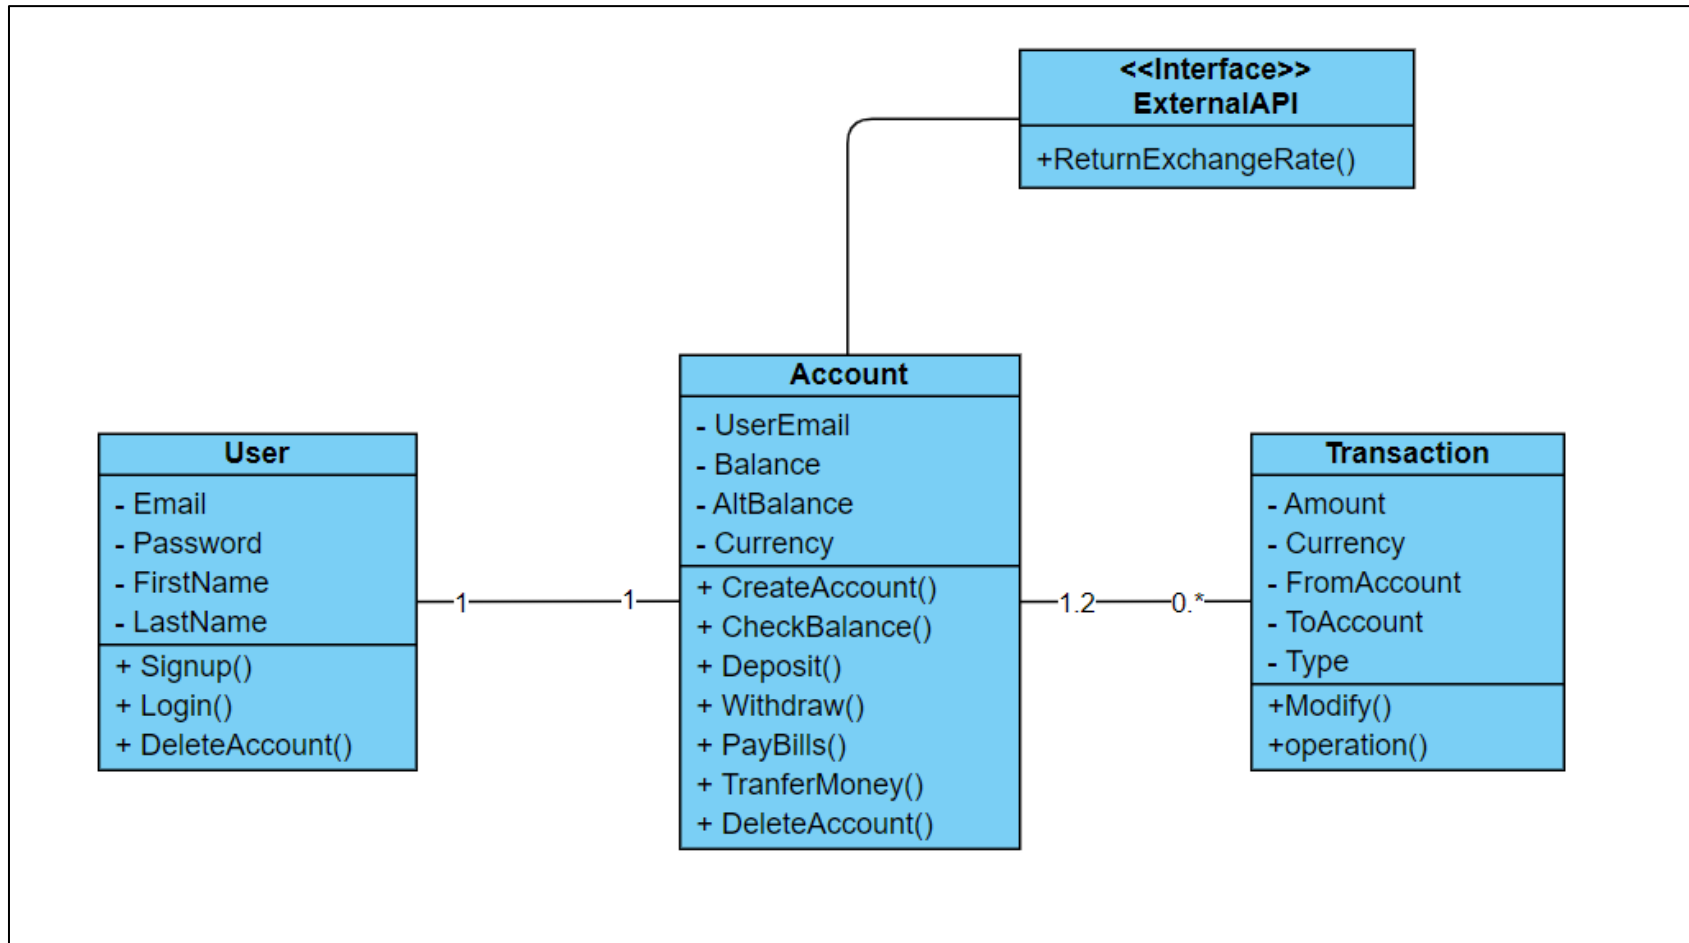 <<Interface>>
ExternalAPI
+ReturnExchangeRate()
User
- Email
- Password
- FirstName
- LastName
+ Signup()
+ Login()
+ DeleteAccount()
1
1
Account
- UserEmail
- Balance
- AltBalance
- Currency
+ CreateAccount()
+ CheckBalance()
+ Deposit()
+ Withdraw()
+ PayBills()
+ TranferMoney()
+ DeleteAccount()
1.2
0.*
Transaction
- Amount
- Currency
- FromAccount
- ToAccount
- Type
+Modify()
+operation()